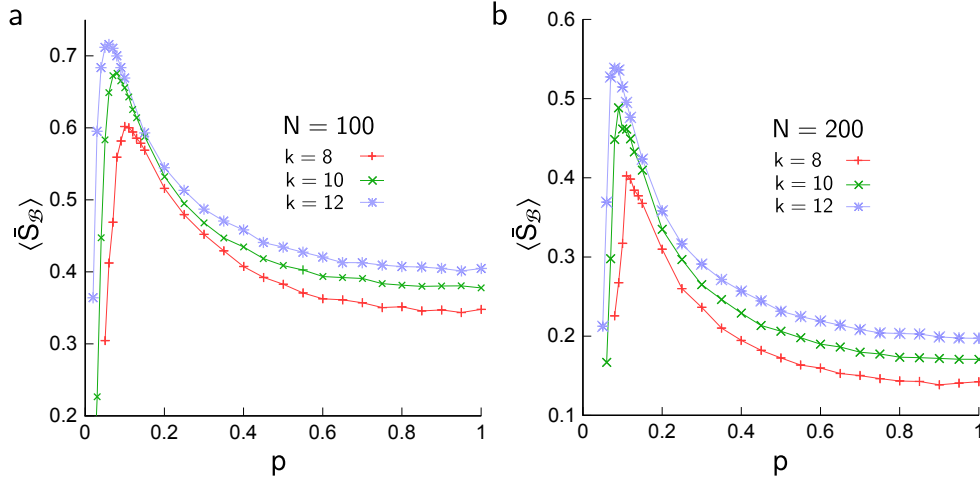 a
0.7
0.6
0.5
0.4
0.3
0.2
⟨S̄_ℬ⟩
N = 100
k = 8
k = 10
k = 12
0 0.2 0.4 0.6 0.8 1
p
b
0.6
0.5
0.4
0.3
0.2
0.1
⟨S̄_ℬ⟩
N = 200
k = 8
k = 10
k = 12
0 0.2 0.4 0.6 0.8 1
p